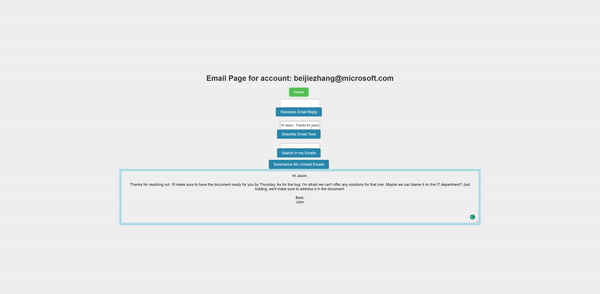 Email Page for account: beijiezhang@microsoft.com
Home
Generate Email Reply
Hi Jason, Thanks for reach
Describe Email Tone
Search in my Emails
Summarize My Unread Emails
Hi Jason,
Thanks for reaching out. I'll make sure to have the document ready for you by Thursday. As for the bug, I'm afraid we can't offer any solutions for that one. Maybe we can blame it on the IT department? Just
kidding, we'll make sure to address it in the document.
Best,
John